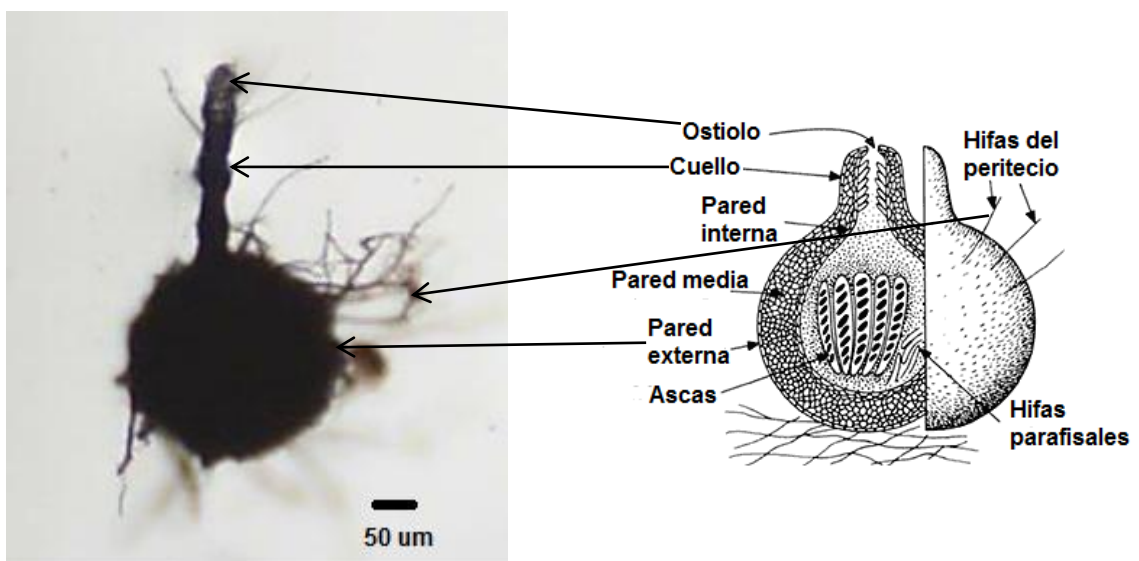 Ostiolo
Cuello
Pared
interna
Pared media
Pared
externa
Ascas
Hifas del
peritecio
Hifas
parafisales
50 um